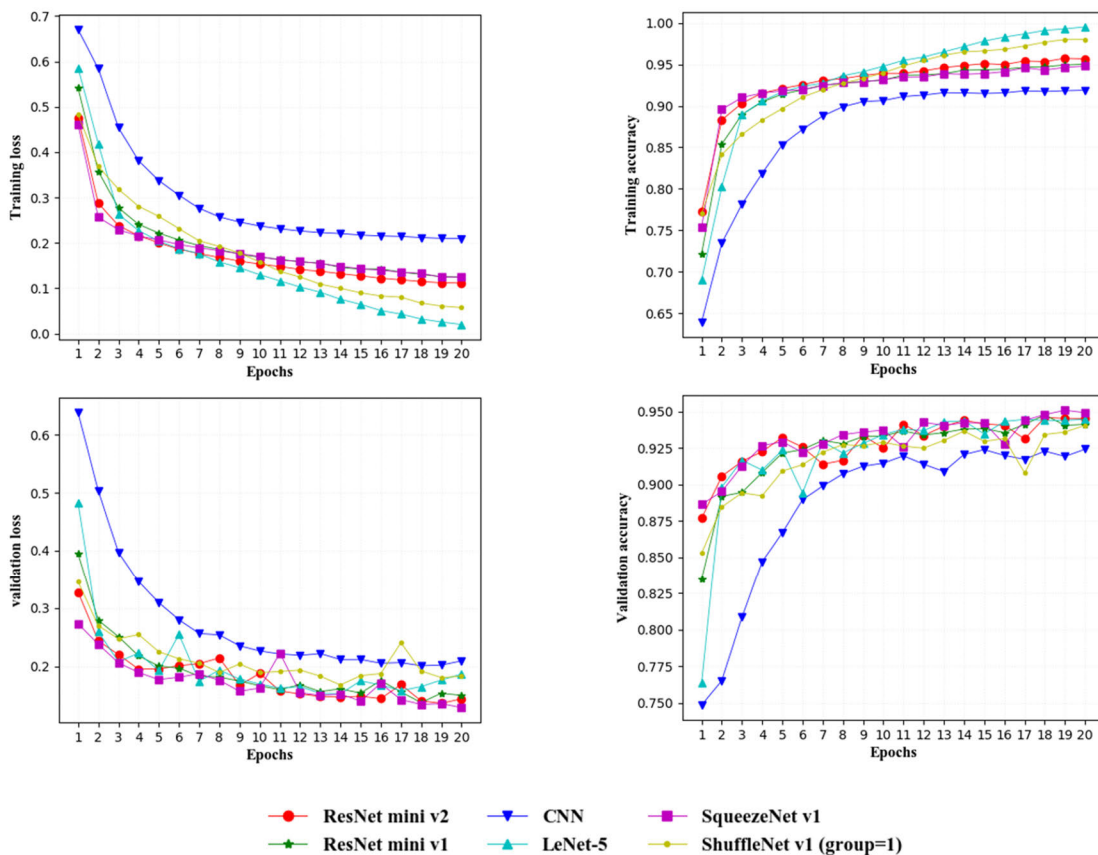 0.7
0.6
0.5
0.4
0.3
0.2
0.1
0.0
Training loss
1 2 3 4 5 6 7 8 9 10 11 12 13 14 15 16 17 18 19 20
Epochs
1.00
0.95
0.90
0.85
0.80
0.75
0.70
0.65
Training accuracy
1 2 3 4 5 6 7 8 9 10 11 12 13 14 15 16 17 18 19 20
Epochs
0.6
0.5
0.4
0.3
0.2
validation loss
1 2 3 4 5 6 7 8 9 10 11 12 13 14 15 16 17 18 19 20
Epochs
0.950
0.925
0.900
0.875
0.850
0.825
0.800
0.775
0.750
Validation accuracy
1 2 3 4 5 6 7 8 9 10 11 12 13 14 15 16 17 18 19 20
Epochs
ResNet mini v2 CNN SqueezeNet v1
ResNet mini v1 LeNet-5 ShuffleNet v1 (group=1)